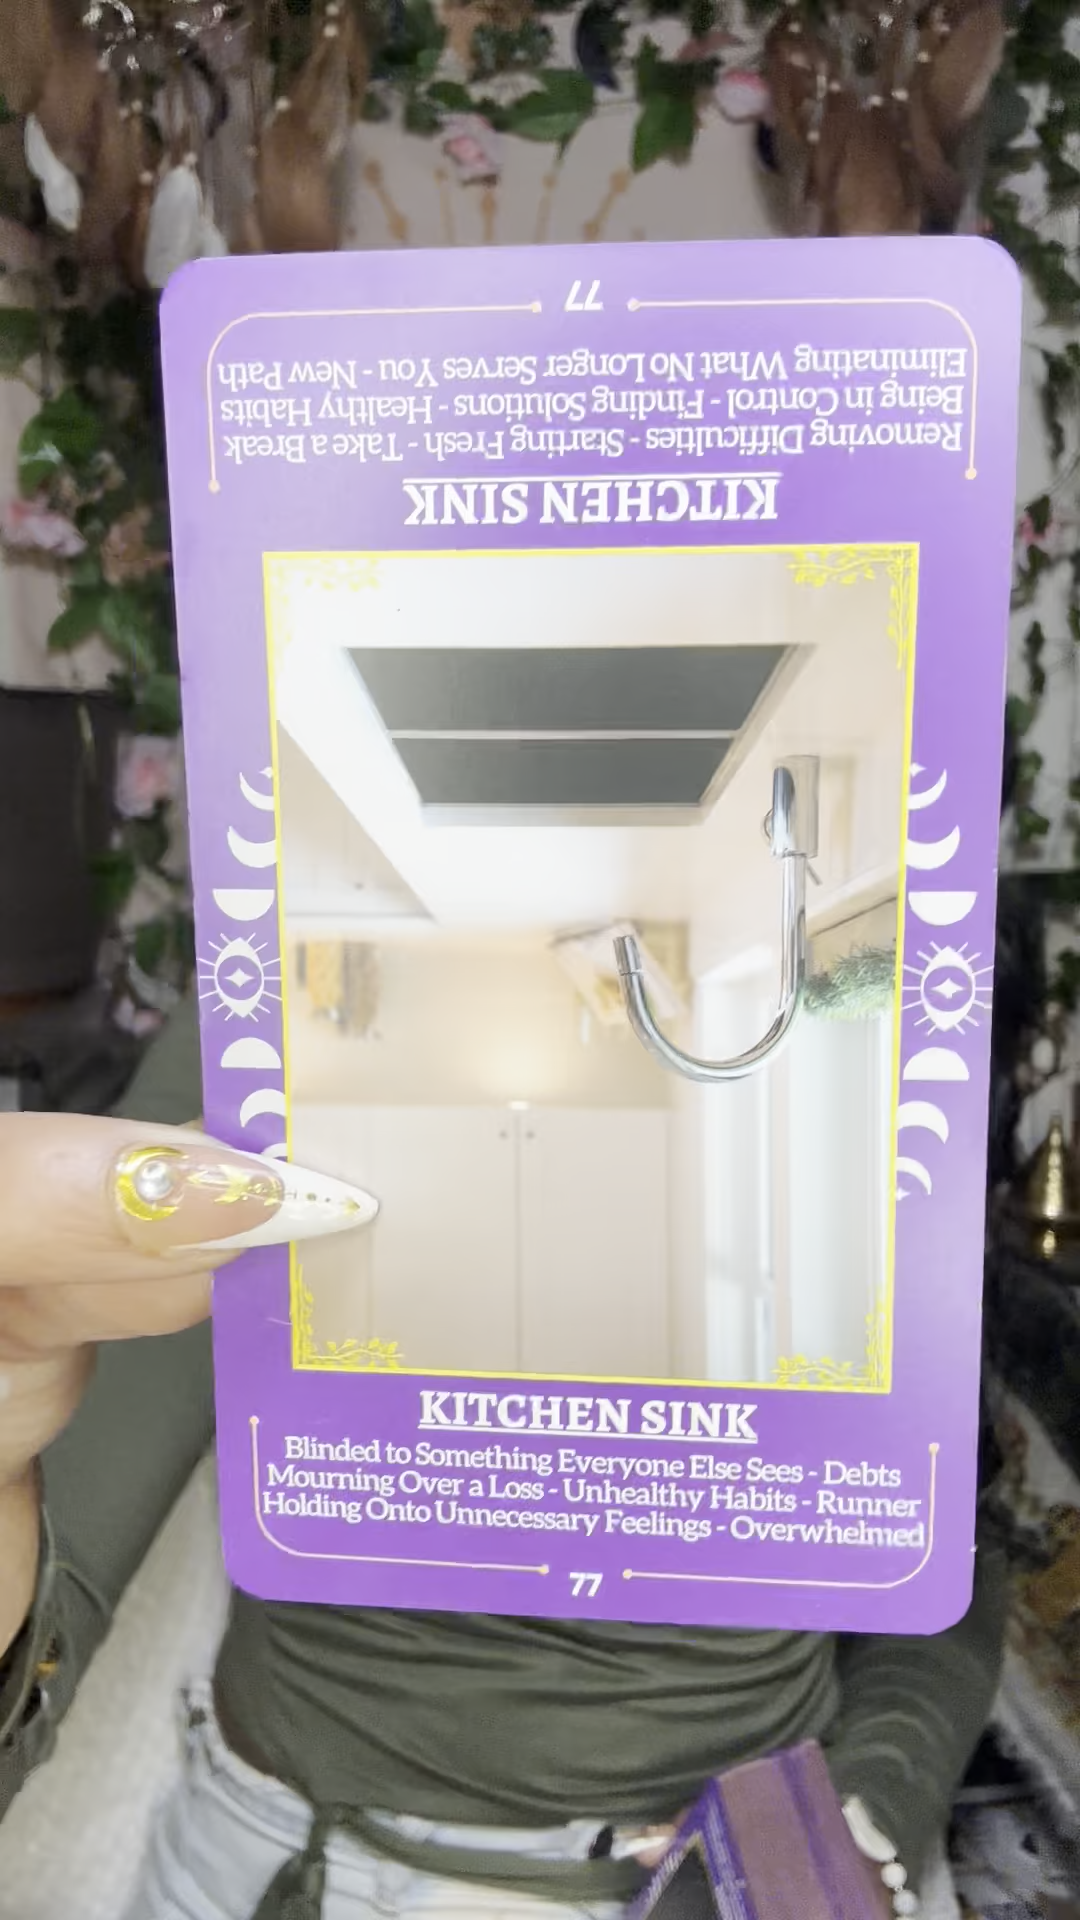 77
Eliminating What No Longer Serves You - New Path
Being in Control - Finding Solutions - Healthy Habits
Removing Difficulties - Starting Fresh - Take a Break
KITCHEN SINK
KITCHEN SINK
Blinded to Something Everyone Else Sees - Debts
Mourning Over a Loss - Unhealthy Habits - Runner
Holding Onto Unnecessary Feelings - Overwhelmed
77